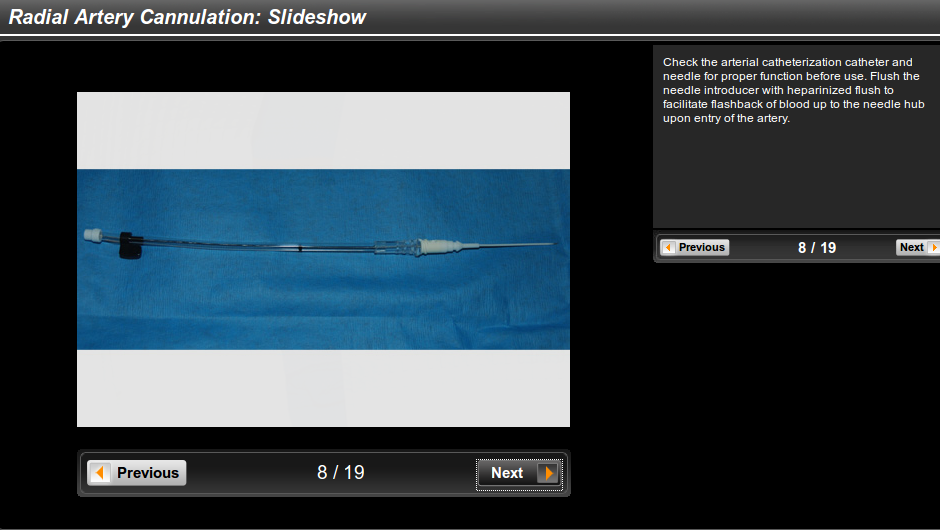 Radial Artery Cannulation: Slideshow
Check the arterial catheterization catheter and
needle for proper function before use. Flush the
needle introducer with heparinized flush to
facilitate flashback of blood up to the needle hub
upon entry of the artery.
Previous 8 / 19 Next
Previous 8 / 19 Next